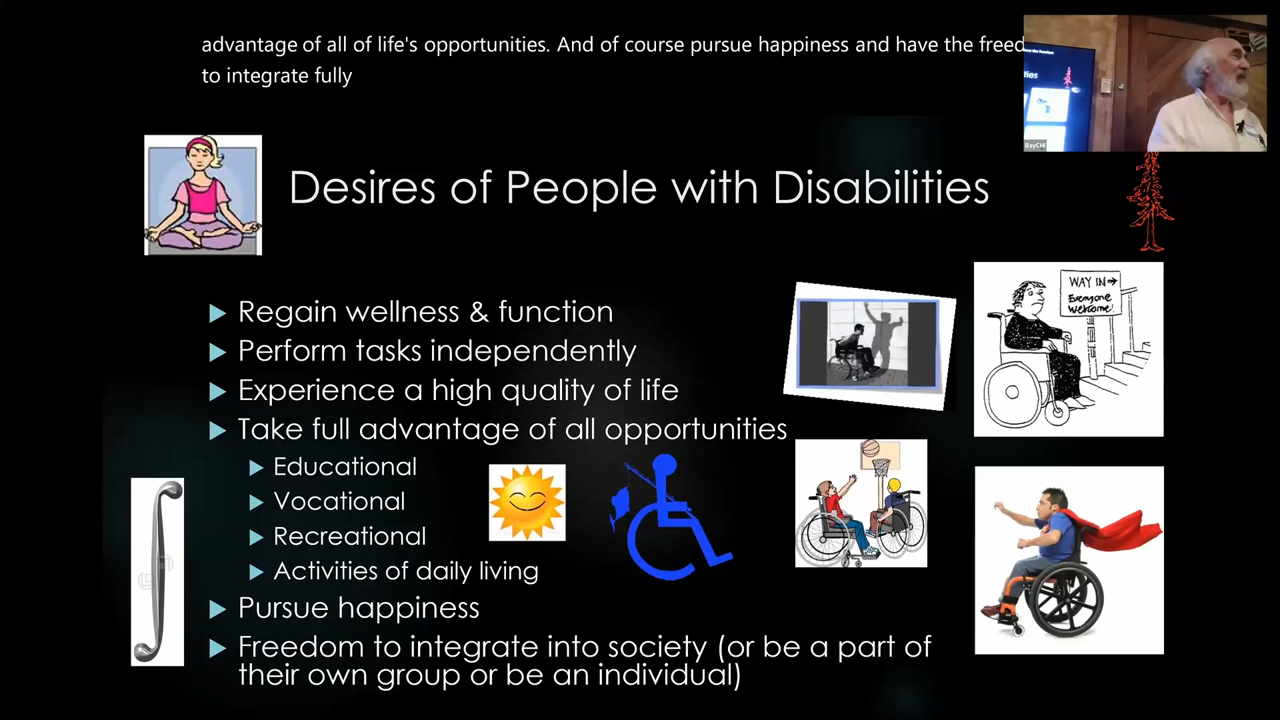 advantage of all of life's opportunities. And of course pursue happiness and have the freed
to integrate fully
BayCHI
Desires of People with Disabilities
WAY IN→
Everyone
Welcome!
Regain wellness & function
Perform tasks independently
Experience a high quality of life
Take full advantage of all opportunities
Educational
Vocational
Recreational
Activities of daily living
Pursue happiness
Freedom to integrate into society (or be a part of
their own group or be an individual)